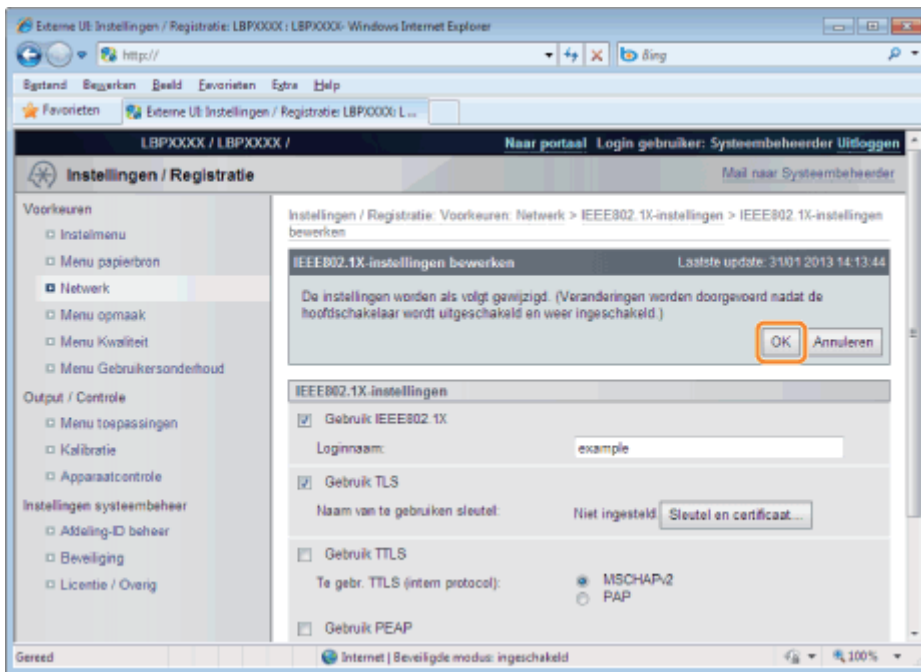 Externe UI: Instellingen / Registratie: LBPXXXX : LBPXXXX- Windows Internet Explorer
http://
Bing
Bestand Bewerken Beeld Favorieten Extra Help
Favorieten
Externe UI: Instellingen / Registratie: LBPXXXX: L...
LBPXXXX / LBPXXXX /
Naar portaal Login gebruiker: Systeembeheerder Uitloggen
Instellingen / Registratie
Mail naar Systeembeheerder
Voorkeuren
Instelmenu
Menu papierbron
Netwerk
Menu opmaak
Menu Kwaliteit
Menu Gebruikersonderhoud
Output / Controle
Menu toepassingen
Kalibratie
Apparaatcontrole
Instellingen systeembeheer
Afdeling-ID beheer
Beveiliging
Licentie / Overig
Instellingen / Registratie: Voorkeuren: Netwerk > IEEE802.1X-instellingen > IEEE802.1X-instellingen
bewerken
IEEE802.1X-instellingen bewerken
Laatste update: 31/01 2013 14:13:44
De instellingen worden als volgt gewijzigd. (Veranderingen worden doorgevoerd nadat de
hoofdschakelaar wordt uitgeschakeld en weer ingeschakeld.)
OK Annuleren
IEEE802.1X-instellingen
Gebruik IEEE802.1X
Loginnaam: example
Gebruik TLS
Naam van te gebruiken sleutel: Niet ingesteld Sleutel en certificaat...
Gebruik TTLS
Te gebr. TTLS (intern protocol): MSCHAPv2
PAP
Gebruik PEAP
Gereed
Internet | Beveiligde modus: ingeschakeld
100%